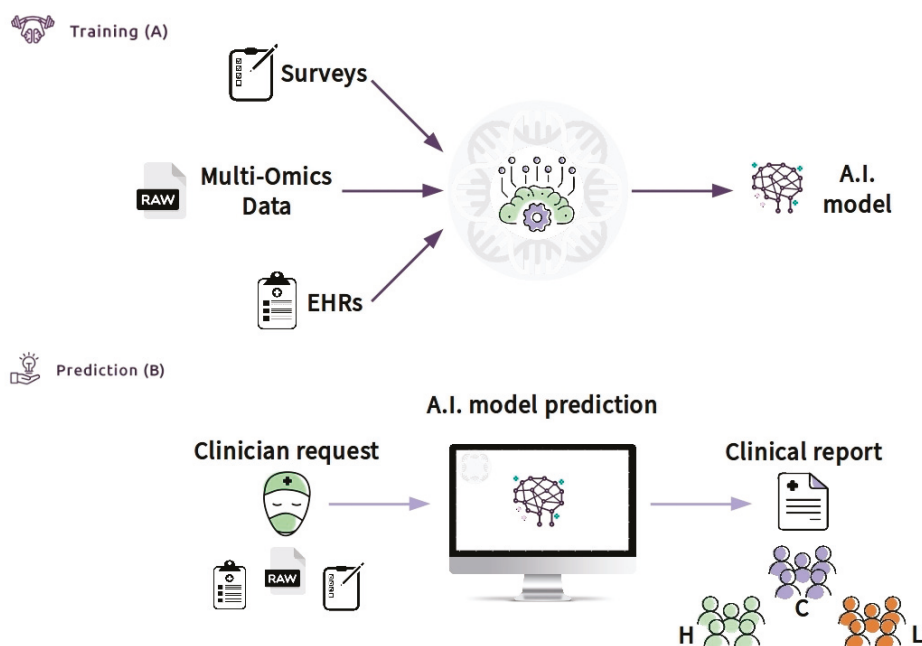 Training (A)
Surveys
Multi-Omics
Data
RAW
A.I.
model
EHRs
Prediction (B)
A.I. model prediction
Clinician request
Clinical report
RAW
C
H
L